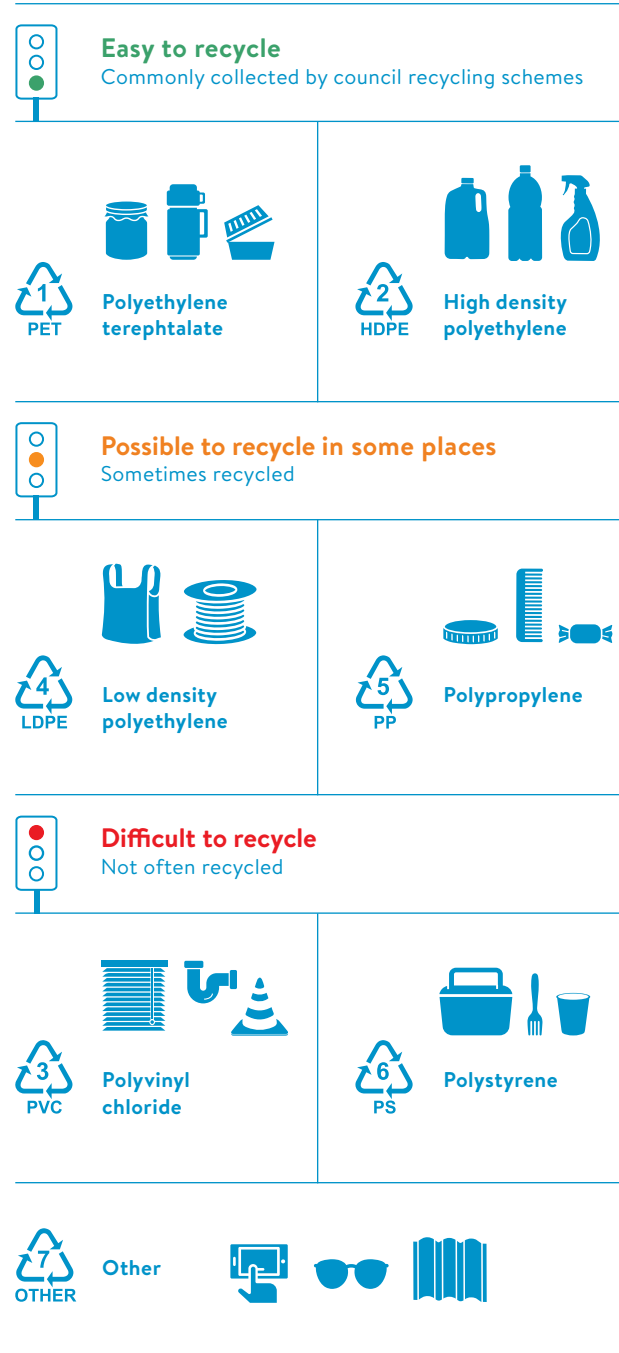 Easy to recycle
Commonly collected by council recycling schemes
1
PET
Polyethylene
terephtalate
2
HDPE
High density
polyethylene
Possible to recycle in some places
Sometimes recycled
4
LDPE
Low density
polyethylene
5
PP
Polypropylene
Difficult to recycle
Not often recycled
3
PVC
Polyvinyl
chloride
6
PS
Polystyrene
7
OTHER
Other